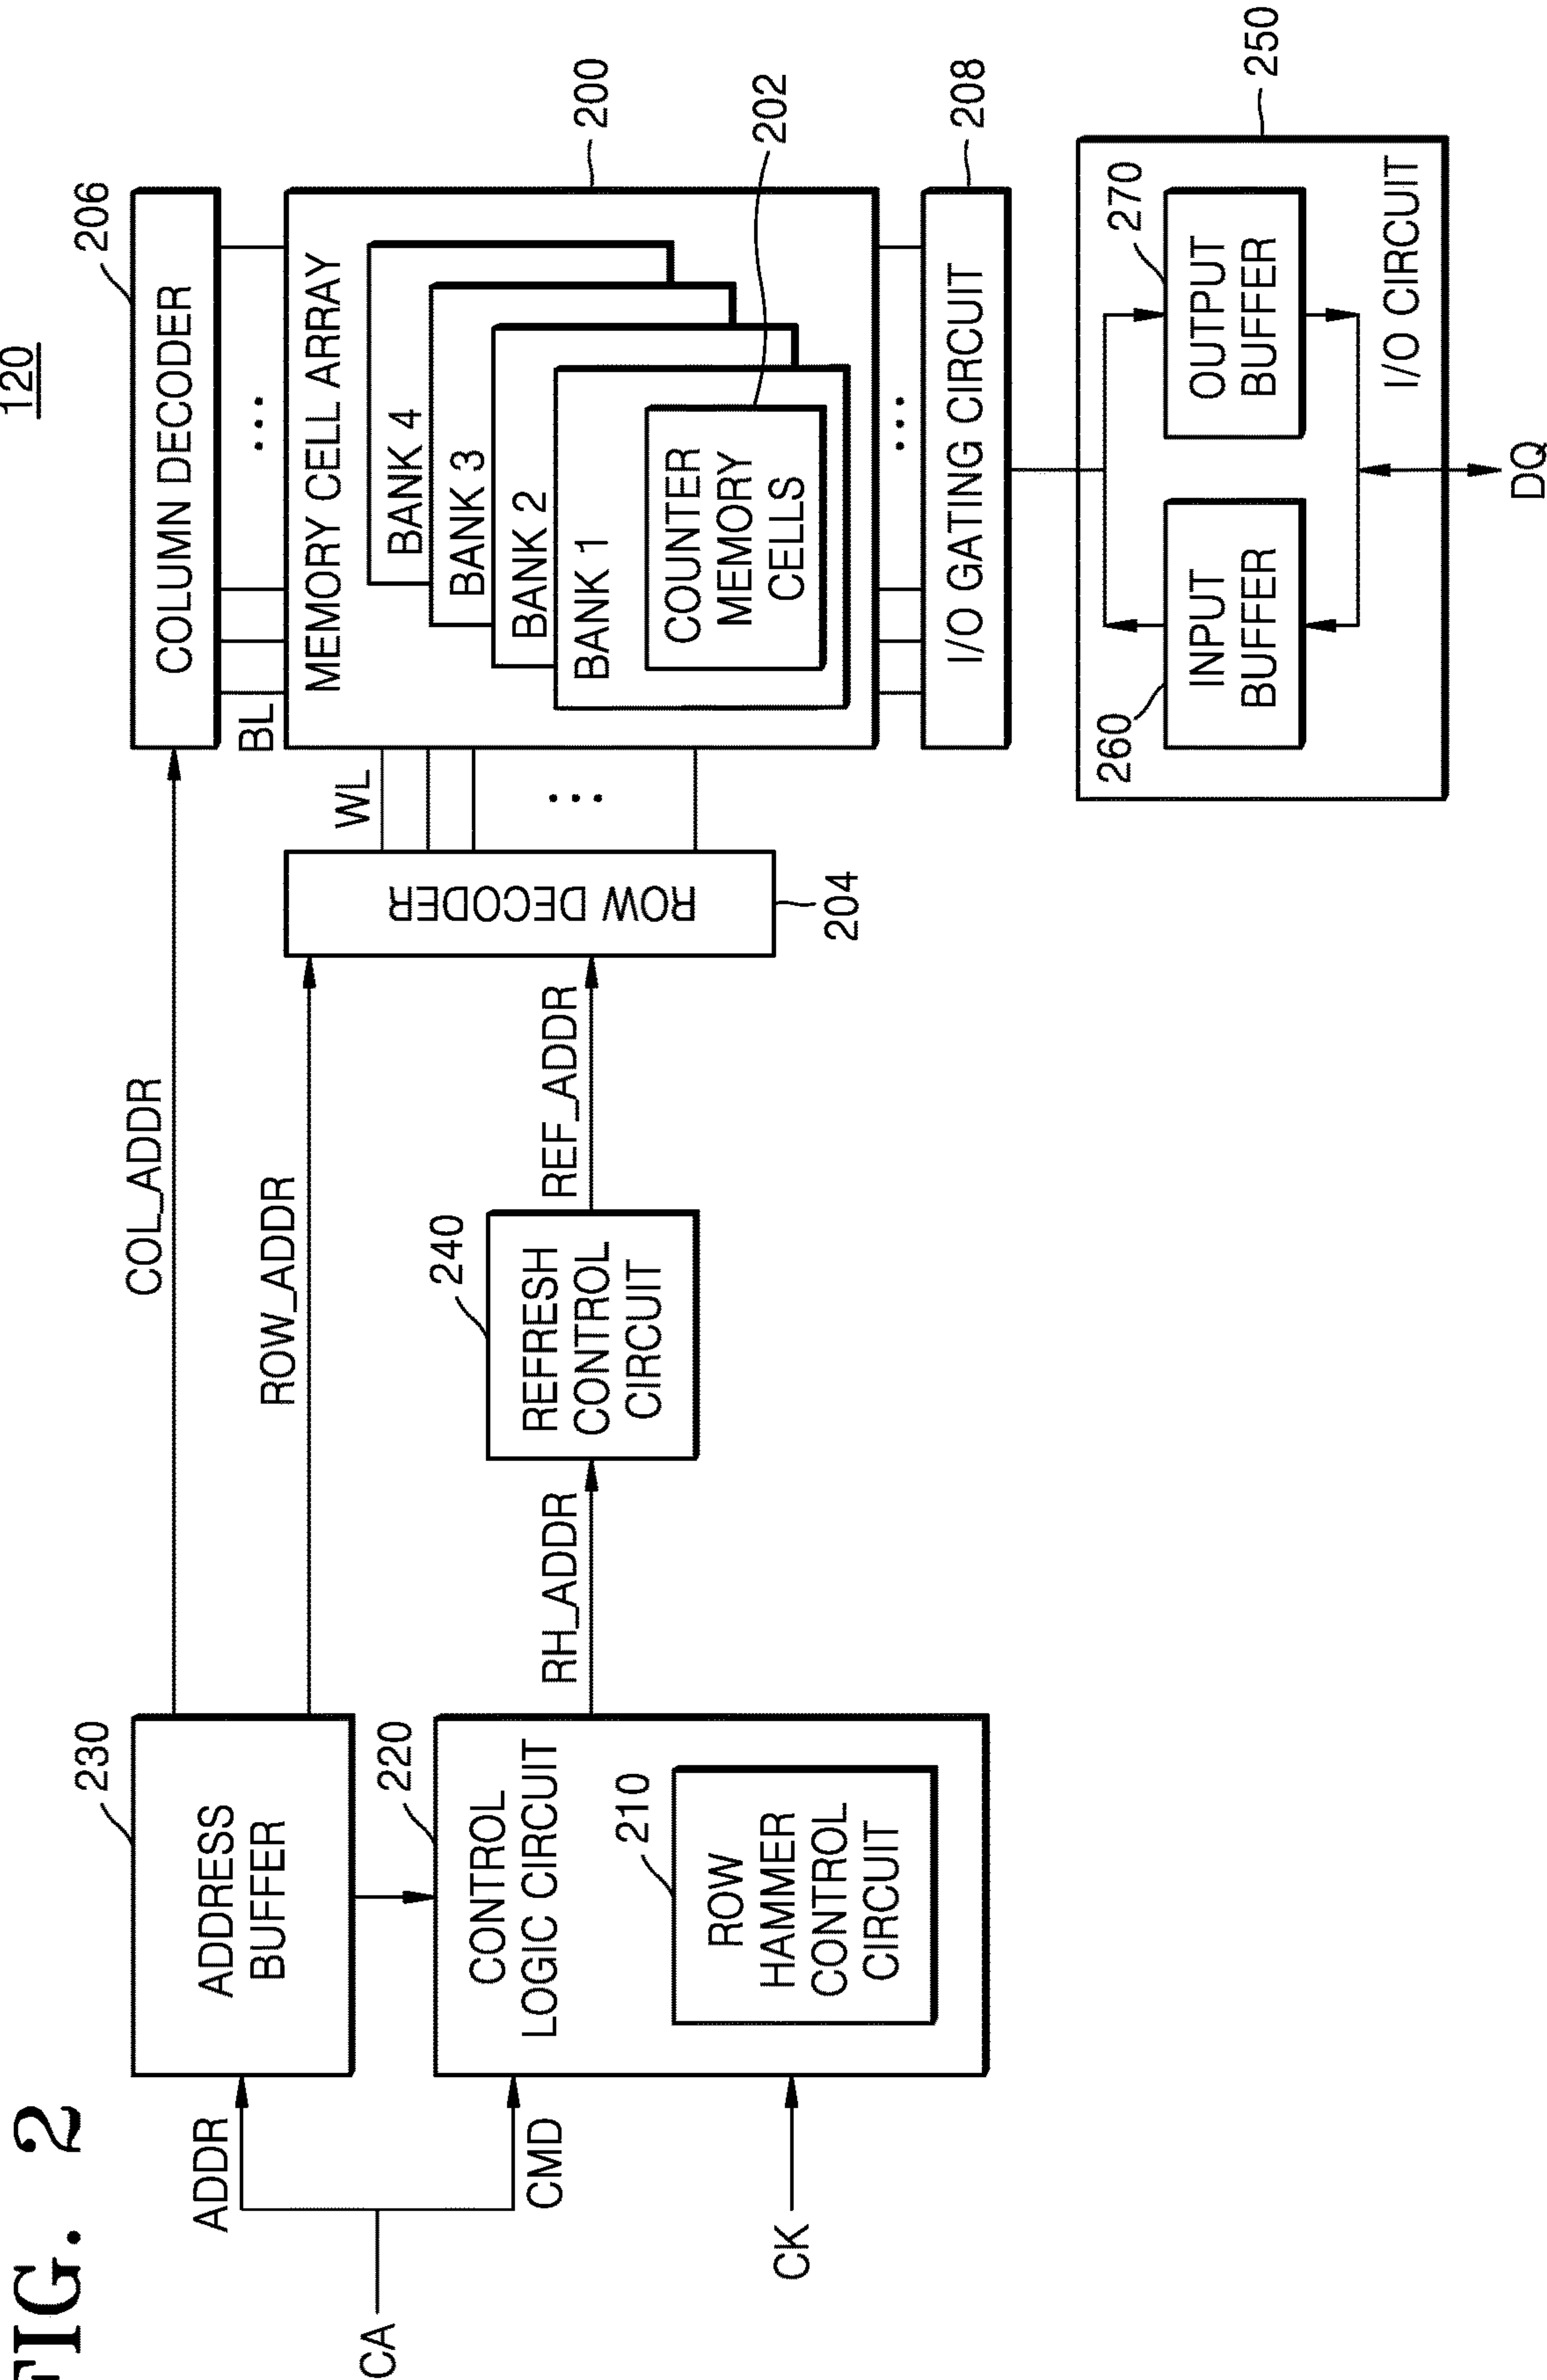 FIG. 2
120
206
COLUMN DECODER
COL_ADDR
BL
...
230
ADDRESS
BUFFER
ADDR
ROW_ADDR
WL
MEMORY CELL ARRAY
200
BANK 4
BANK 3
BANK 2
BANK 1
COUNTER
MEMORY
CELLS
202
ROW DECODER
204
...
CA
CMD
220
CONTROL
LOGIC CIRCUIT
210
ROW
HAMMER
CONTROL
CIRCUIT
CK
RH_ADDR
240
REFRESH
CONTROL
CIRCUIT
REF_ADDR
...
I/O GATING CIRCUIT
208
250
260
INPUT
BUFFER
270
OUTPUT
BUFFER
I/O CIRCUIT
DQ